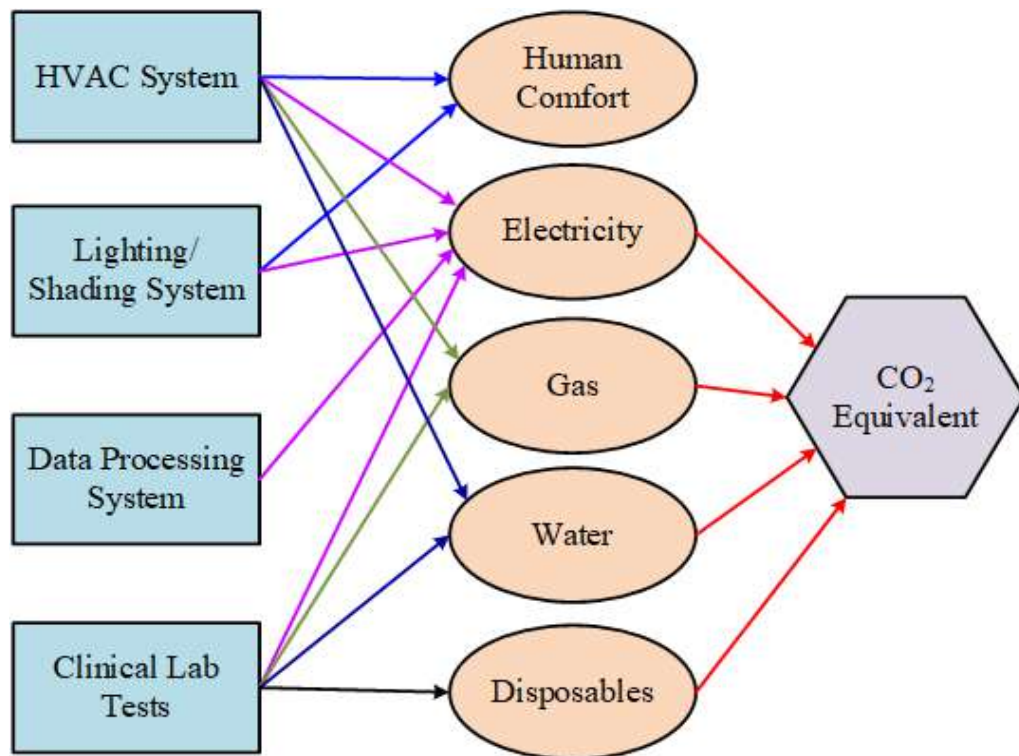 HVAC System
Lighting/
Shading System
Data Processing
System
Clinical Lab
Tests
Human
Comfort
Electricity
Gas
Water
Disposables
CO₂
Equivalent